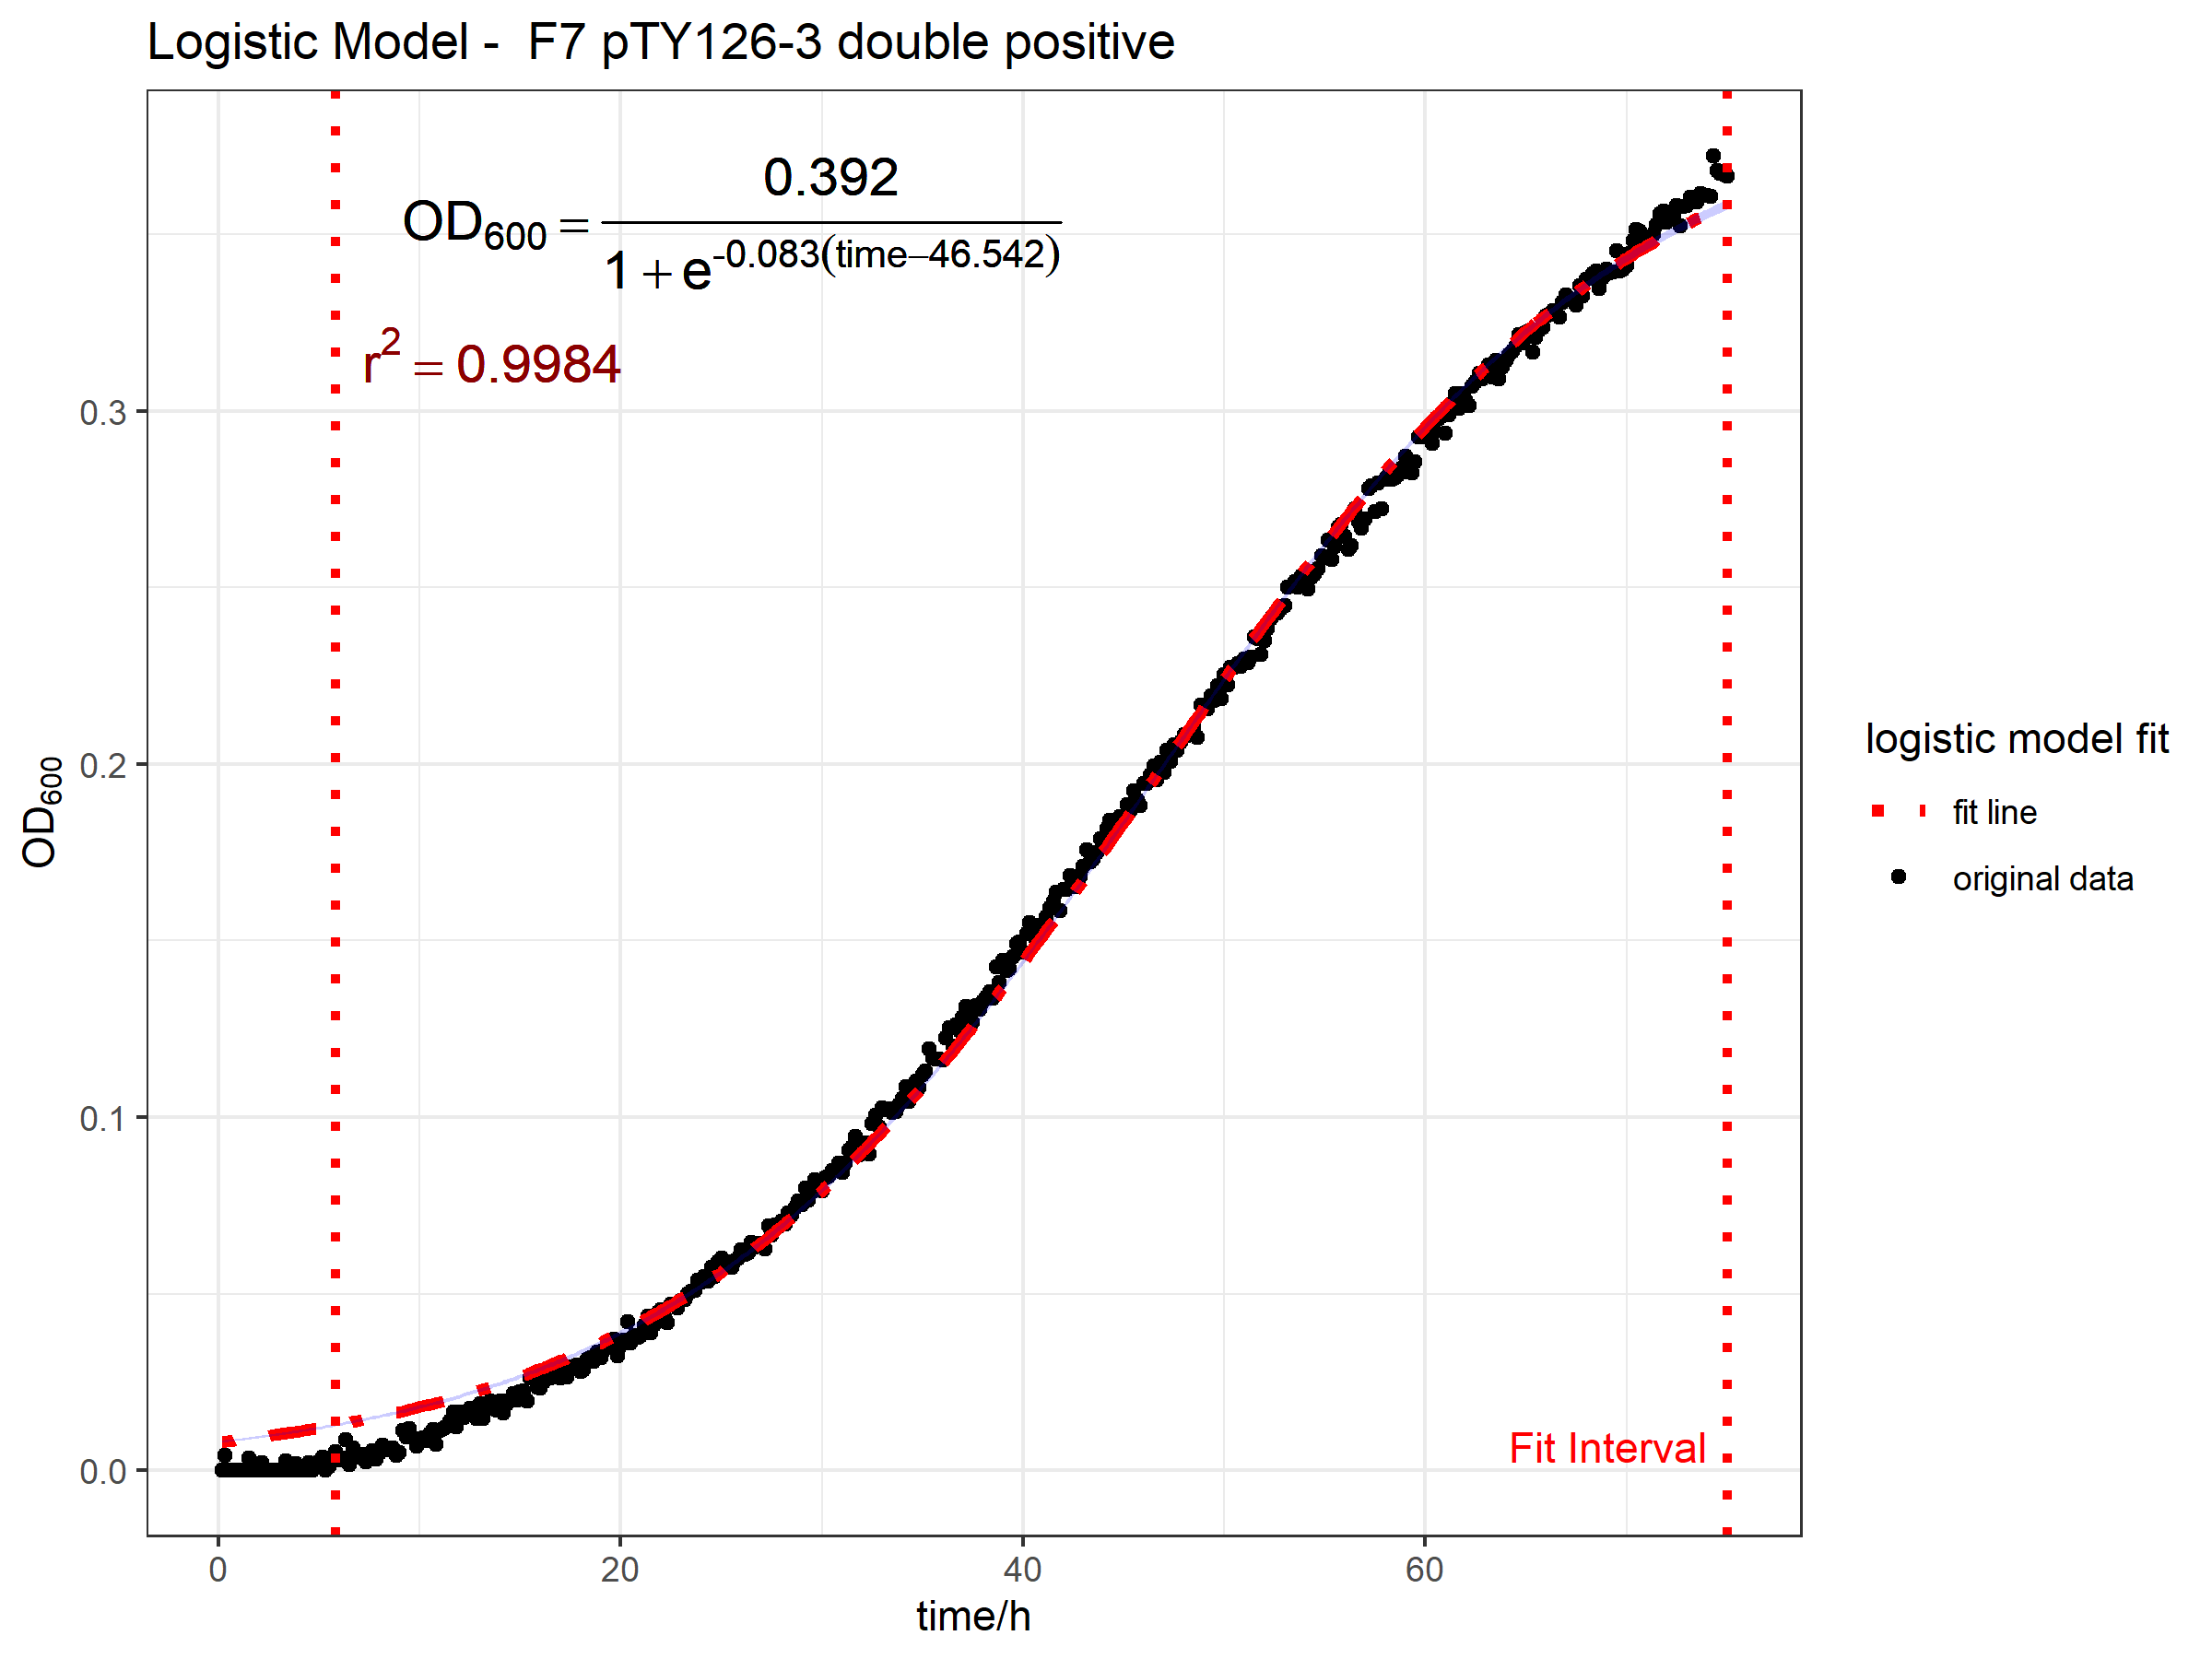 Logistic Model -  F7 pTY126-3 double positive
0.392
OD600 = 
1 + e-0.083(time−46.542)
r2 = 0.9984
0.3
0.2
0.1
0.0
OD600
0
20
40
60
time/h
Fit Interval
logistic model fit
fit line
original data